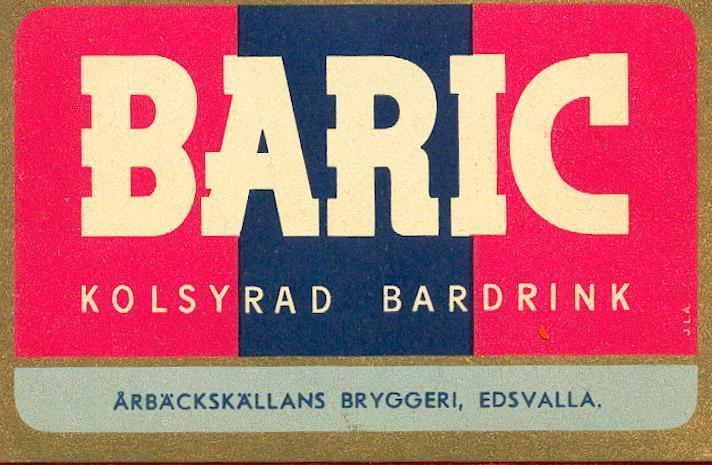 BARIC
KOLSYRAD BARDRINK
J.L.A.
ÅRBÄCKSKÄLLANS BRYGGERI, EDSVALLA.